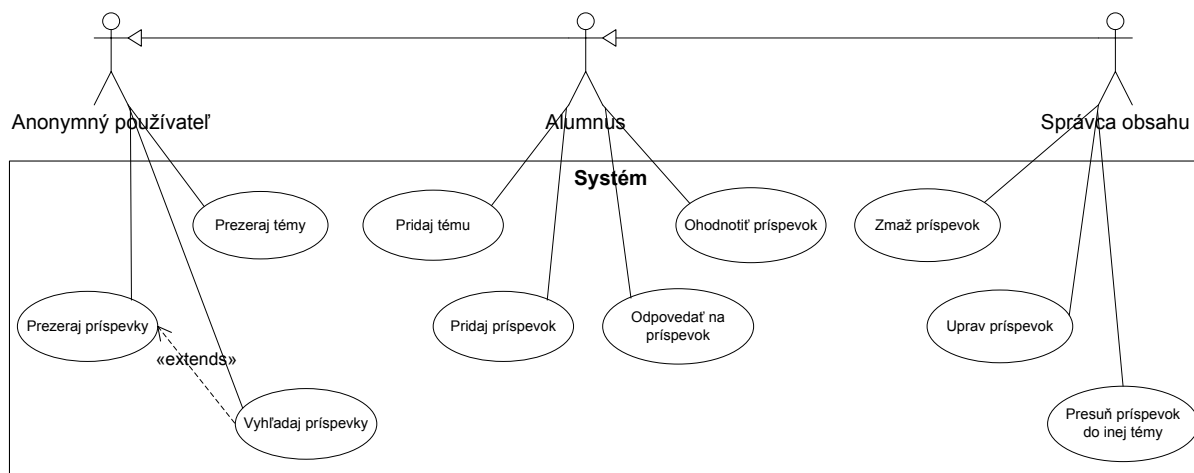 Anonymný používateľ
Alumnus
Správca obsahu
Systém
Prezeraj témy
Pridaj tému
Ohodnotiť príspevok
Zmaž príspevok
Prezeraj príspevky
Pridaj príspevok
Odpovedať na
príspevok
Uprav príspevok
«extends»
Vyhľadaj príspevky
Presuň príspevok
do inej témy